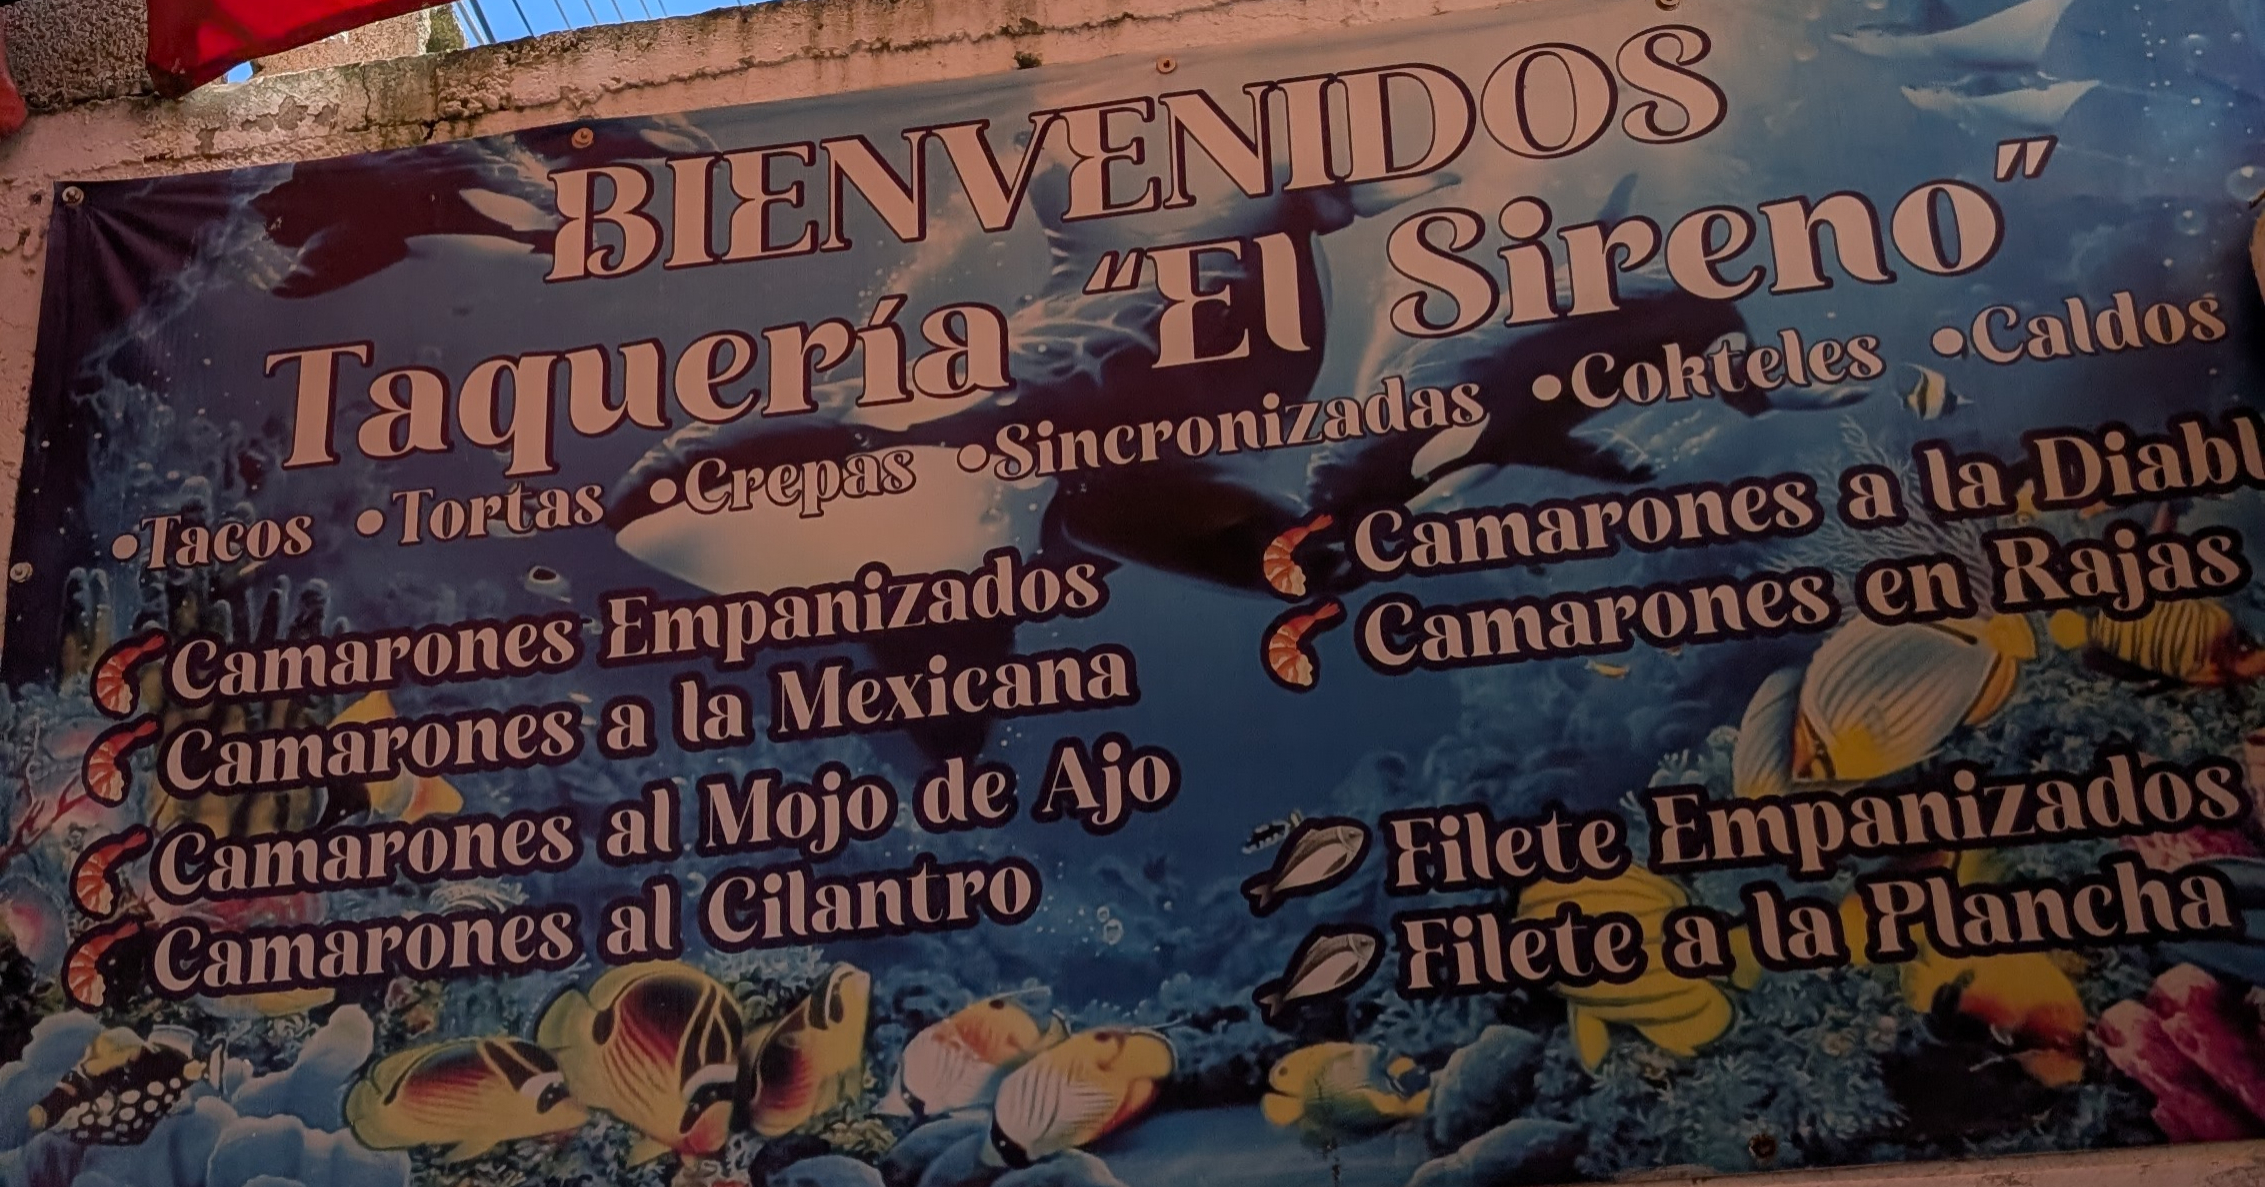 BIENVENIDOS
Taquería "El Sireno"
•Tacos •Tortas •Crepas •Sincronizadas •Cokteles •Caldos
Camarones Empanizados
Camarones a la Mexicana
Camarones al Mojo de Ajo
Camarones al Cilantro
Camarones a la Diabl
Camarones en Rajas
Filete Empanizados
Filete a la Plancha